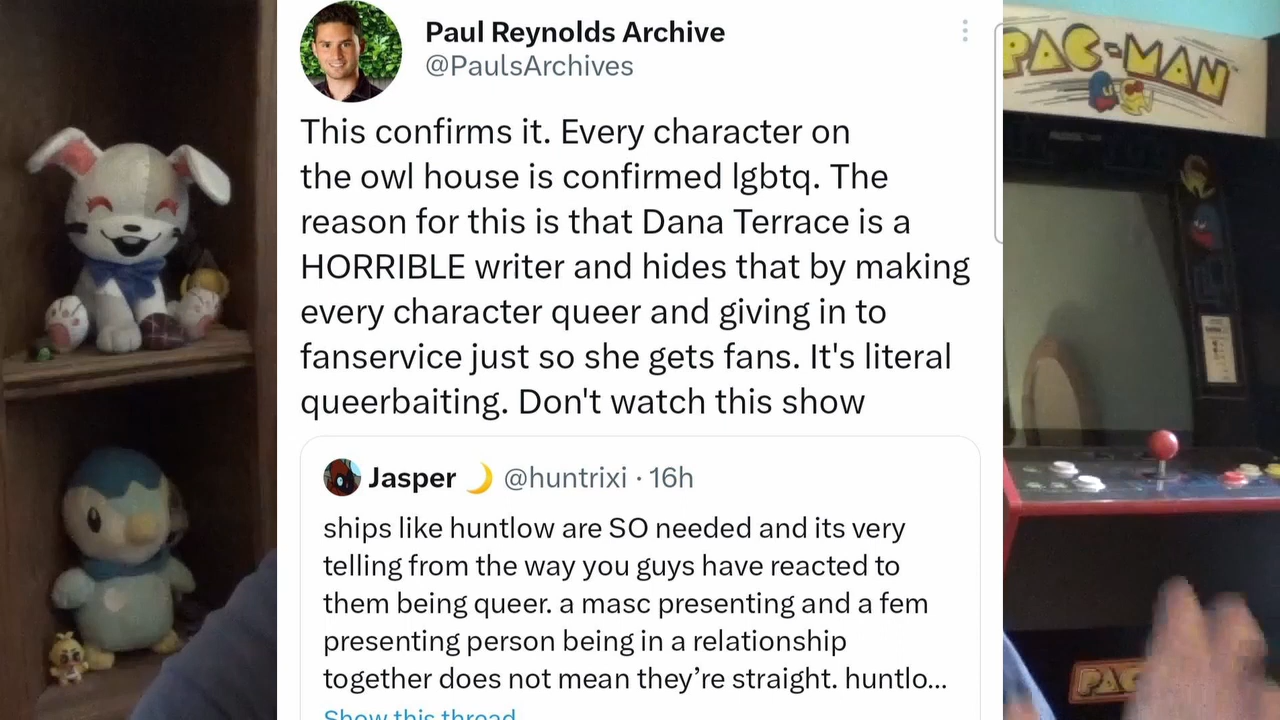 Paul Reynolds Archive
@PaulsArchives
This confirms it. Every character on
the owl house is confirmed lgbtq. The
reason for this is that Dana Terrace is a
HORRIBLE writer and hides that by making
every character queer and giving in to
fanservice just so she gets fans. It's literal
queerbaiting. Don't watch this show
Jasper 🌙 @huntrixi · 16h
ships like huntlow are SO needed and its very
telling from the way you guys have reacted to
them being queer. a masc presenting and a fem
presenting person being in a relationship
together does not mean they’re straight. huntlo...
Show this thread
PAC-MAN
PAC